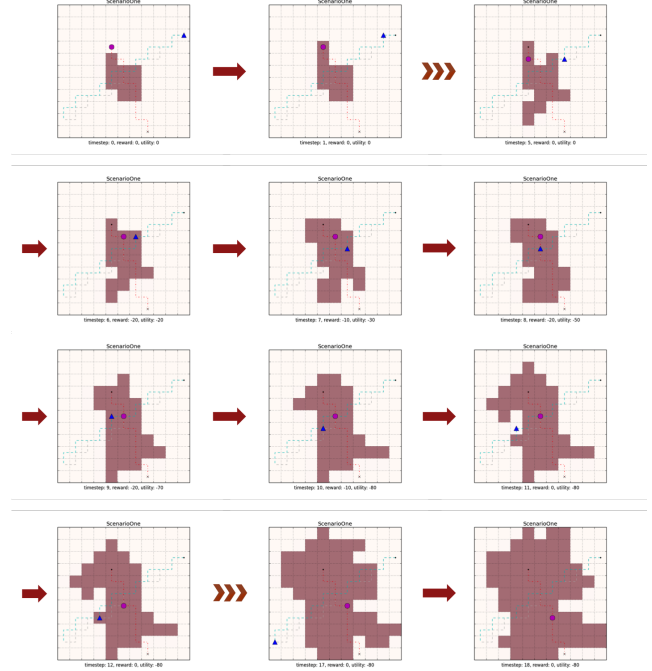 ScenarioOne
ScenarioOne
ScenarioOne
timestep: 0, reward: 0, utility: 0
timestep: 1, reward: 0, utility: 0
timestep: 5, reward: 0, utility: 0
ScenarioOne
ScenarioOne
ScenarioOne
timestep: 6, reward: -20, utility: -20
timestep: 7, reward: -10, utility: -30
timestep: 8, reward: -20, utility: -50
ScenarioOne
ScenarioOne
ScenarioOne
timestep: 9, reward: -20, utility: -70
timestep: 10, reward: -10, utility: -80
timestep: 11, reward: 0, utility: -80
ScenarioOne
ScenarioOne
ScenarioOne
timestep: 12, reward: 0, utility: -80
timestep: 17, reward: 0, utility: -80
timestep: 18, reward: 0, utility: -80